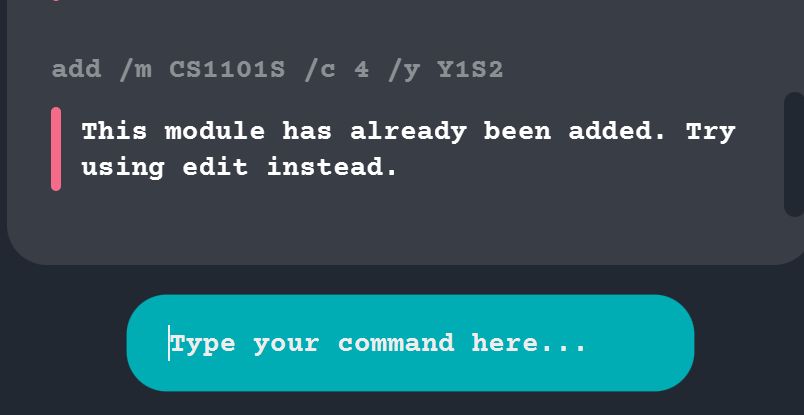 add /m CS1101S /c 4 /y Y1S2
This module has already been added. Try
using edit instead.
Type your command here...